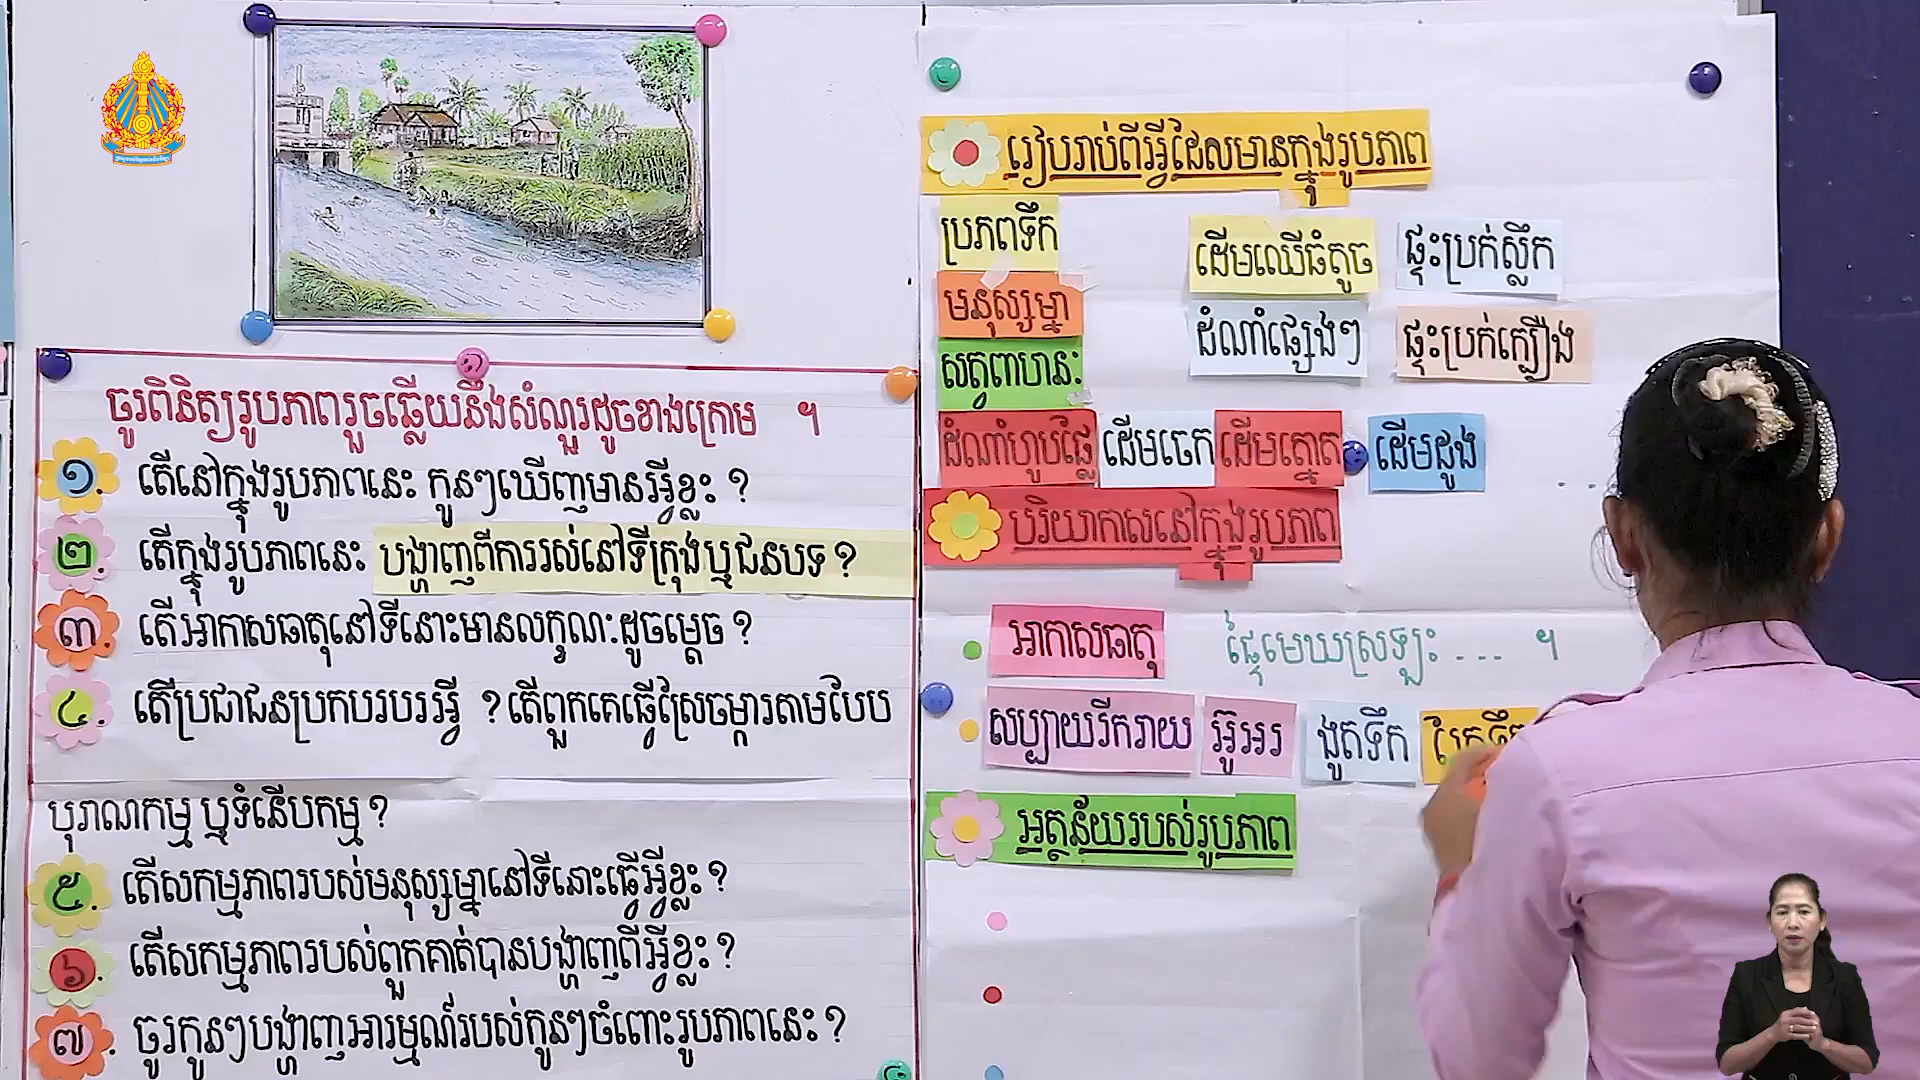 ចូរពិនិត្យរូបភាពរួចឆ្លើយនឹងសំណួរដូចខាងក្រោម ។
១. តើនៅក្នុងរូបភាពនេះ កូនៗឃើញមានអ្វីខ្លះ ?
២. តើក្នុងរូបភាពនេះ បង្ហាញពីការរស់នៅទីក្រុងឬជនបទ ?
៣. តើអាកាសធាតុនៅទីនោះមានលក្ខណៈដូចម្ដេច ?
៤. តើប្រជាជនប្រកបរបរអ្វី ? តើពួកគេធ្វើស្រែចម្ការតាមបែប
បុរាណកម្ម ឬទំនើបកម្ម ?
៥. តើសកម្មភាពរបស់មនុស្សម្នានៅទីនោះធ្វើអ្វីខ្លះ ?
៦. តើសកម្មភាពរបស់ពួកគាត់បានបង្ហាញពីអ្វីខ្លះ ?
៧. ចូរកូនៗបង្ហាញអារម្មណ៍របស់កូនៗចំពោះរូបភាពនេះ ?
រៀបរាប់ពីអ្វីដែលមានក្នុងរូបភាព
ប្រភពទឹក ដើមឈើធំតូច ផ្ទះប្រក់ស្លឹក
មនុស្សម្នា ដំណាំផ្សេងៗ ផ្ទះប្រក់ក្បឿង
សត្វពាហនៈ
ដំណាំហូបផ្លែ ដើមចេក ដើមត្នោត ដើមដូង
បរិយាកាសនៅក្នុងរូបភាព
អាកាសធាតុ ផ្ទៃមេឃស្រឡះ ... ។
សប្បាយរីករាយ អ៊ូអរ ងូតទឹក
អត្ថន័យរបស់រូបភាព